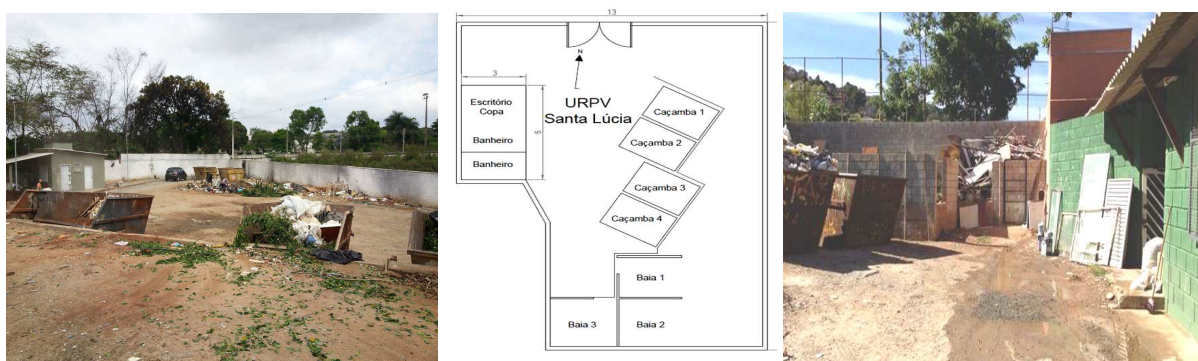 13
N
3
5
Escritório
Copa
Banheiro
Banheiro
URPV
Santa Lúcia
Caçamba 1
Caçamba 2
Caçamba 3
Caçamba 4
Baia 1
Baia 3
Baia 2